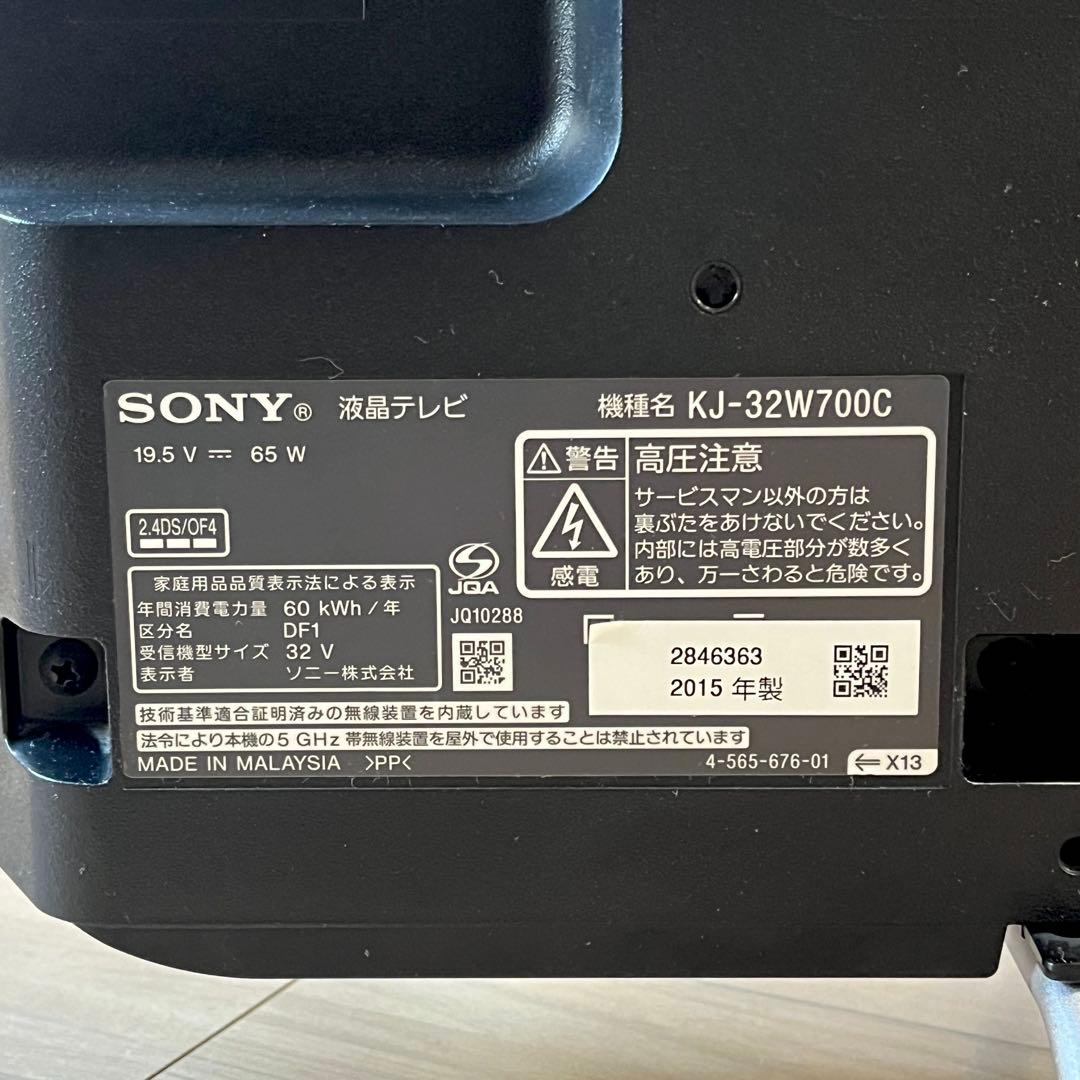 SONY® 液晶テレビ
機種名 KJ-32W700C
19.5 V ⎓ 65 W
2.4DS/OF4
警告 高圧注意
サービスマン以外の方は
裏ぶたをあけないでください。
内部には高電圧部分が数多く
あり、万一さわると危険です。
感電
家庭用品品質表示法による表示
年間消費電力量 60 kWh/年
区分名 DF1
受信機型サイズ 32 V
表示者 ソニー株式会社
JQA
JQ10288
2846363
2015 年製
技術基準適合証明済みの無線装置を内蔵しています
法令により本機の5 GHz 帯無線装置を屋外で使用することは禁止されています
MADE IN MALAYSIA >PP<
4-565-676-01
⇐ X13